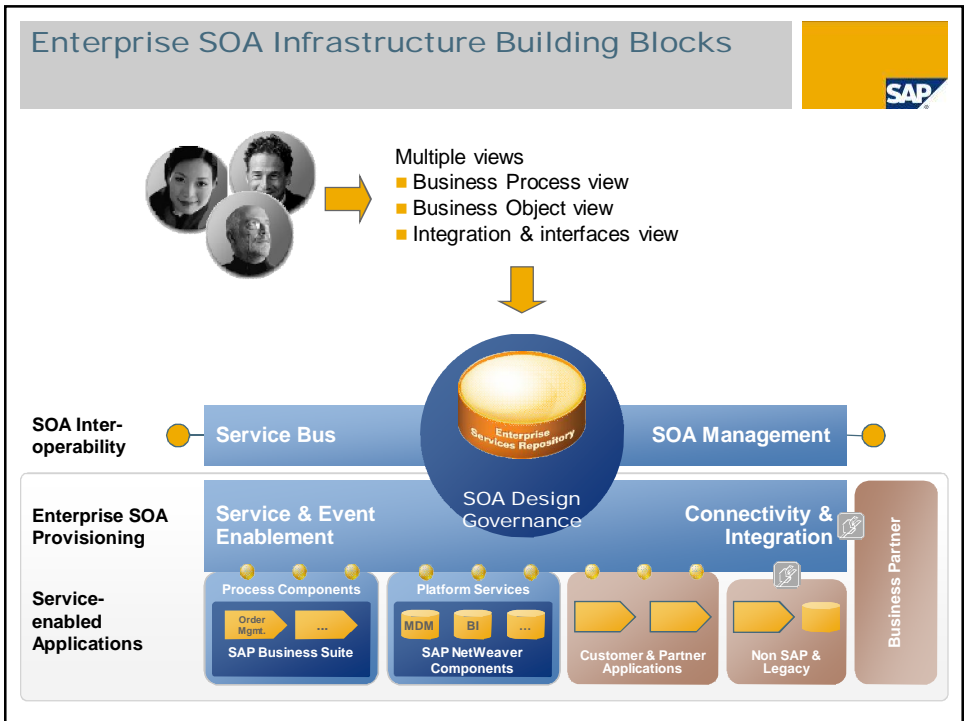 Enterprise SOA Infrastructure Building Blocks
SAP
Multiple views
Business Process view
Business Object view
Integration & interfaces view
SOA Inter-
operability
Service Bus
Enterprise
Services Repository
SOA Management
SOA Design
Governance
Enterprise SOA
Provisioning
Service & Event
Enablement
Connectivity &
Integration
Business Partner
Service-
enabled
Applications
Process Components
Order
Mgmt.
...
SAP Business Suite
Platform Services
MDM
BI
...
SAP NetWeaver
Components
Customer & Partner
Applications
Non SAP &
Legacy